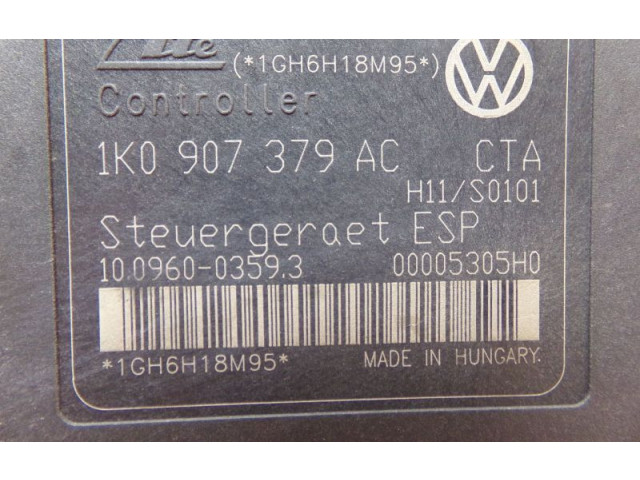 Ate
(*1GH6H18M95*)
Controller
1K0 907 379 AC CTA
H11/S0101
Steuergeraet ESP
10.0960-0359.3 00005305H0
*1GH6H18M95* MADE IN HUNGARY.